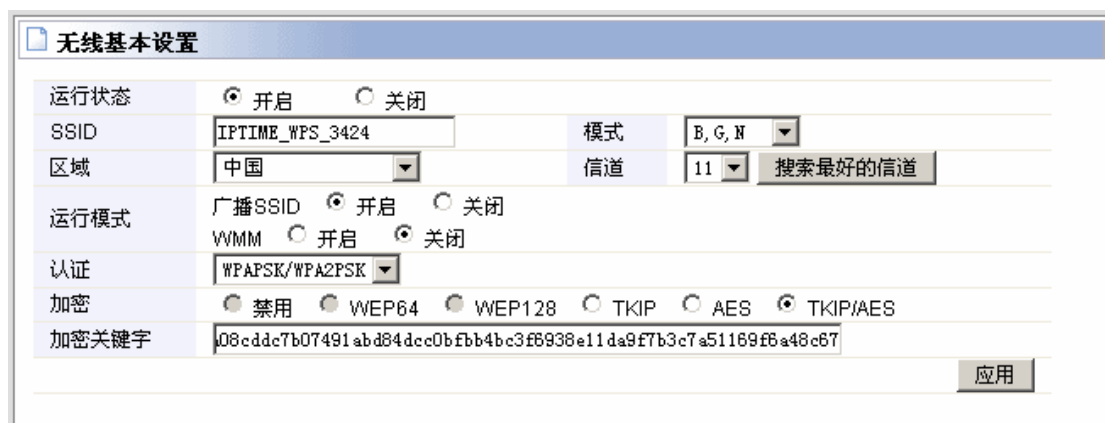 无线基本设置
运行状态 开启 关闭
SSID IPTIME_WPS_3424 模式 B,G,N
区域 中国 信道 11 搜索最好的信道
运行模式 广播SSID 开启 关闭
WMM 开启 关闭
认证 WPAPSK/WPA2PSK
加密 禁用 WEP64 WEP128 TKIP AES TKIP/AES
加密关键字 08cddc7b07491abd84dcc0bfbb4bc3f6938e11da9f7b3c7a51169f6a48c67
应用